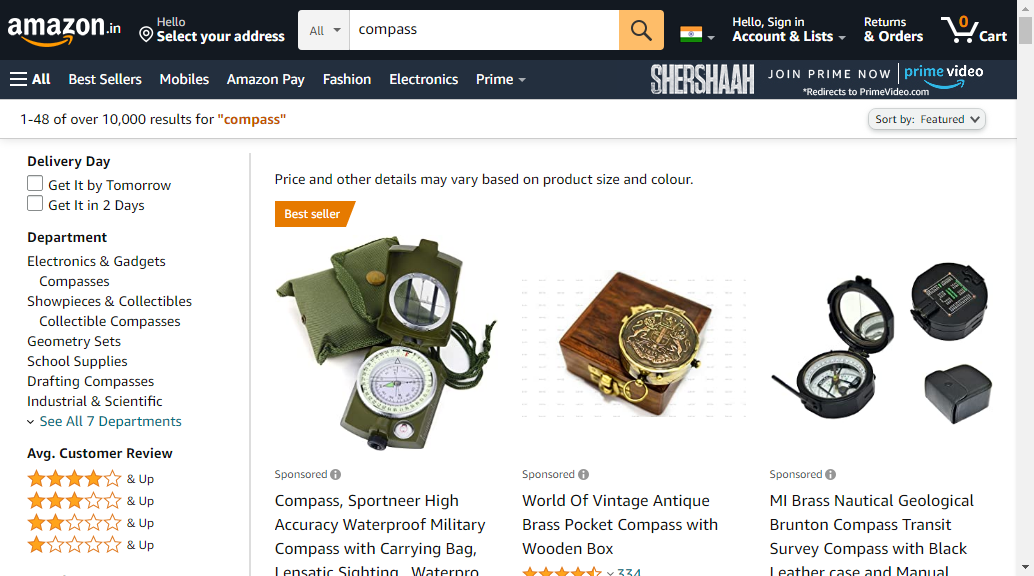 amazon.in
Hello
Select your address
All
compass
Hello, Sign in
Account & Lists
Returns
& Orders
0
Cart
All
Best Sellers
Mobiles
Amazon Pay
Fashion
Electronics
Prime
SHERSHAAH
JOIN PRIME NOW
prime video
*Redirects to PrimeVideo.com
1-48 of over 10,000 results for "compass"
Sort by: Featured
Delivery Day
Get It by Tomorrow
Get It in 2 Days
Department
Electronics & Gadgets
Compasses
Showpieces & Collectibles
Collectible Compasses
Geometry Sets
School Supplies
Drafting Compasses
Industrial & Scientific
See All 7 Departments
Avg. Customer Review
& Up
& Up
& Up
& Up
Price and other details may vary based on product size and colour.
Best seller
Sponsored
Compass, Sportneer High
Accuracy Waterproof Military
Compass with Carrying Bag,
Lensatic Sighting , Waterpro
Sponsored
World Of Vintage Antique
Brass Pocket Compass with
Wooden Box
334
Sponsored
MI Brass Nautical Geological
Brunton Compass Transit
Survey Compass with Black
Leather case and Manual